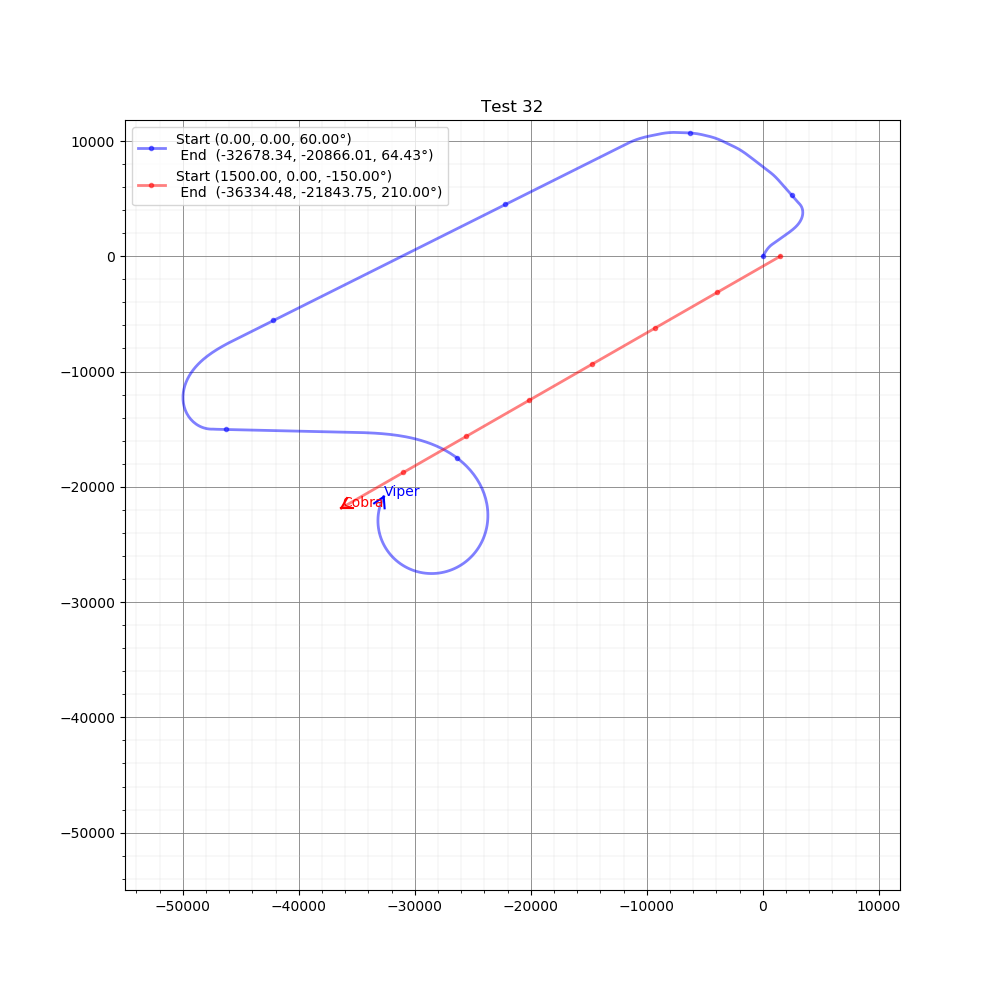 Test 32
Start (0.00, 0.00, 60.00°)
End  (-32678.34, -20866.01, 64.43°)
Start (1500.00, 0.00, -150.00°)
End  (-36334.48, -21843.75, 210.00°)
10000
0
−10000
−20000
−30000
−40000
−50000
Viper
Cobra
−50000
−40000
−30000
−20000
−10000
0
10000